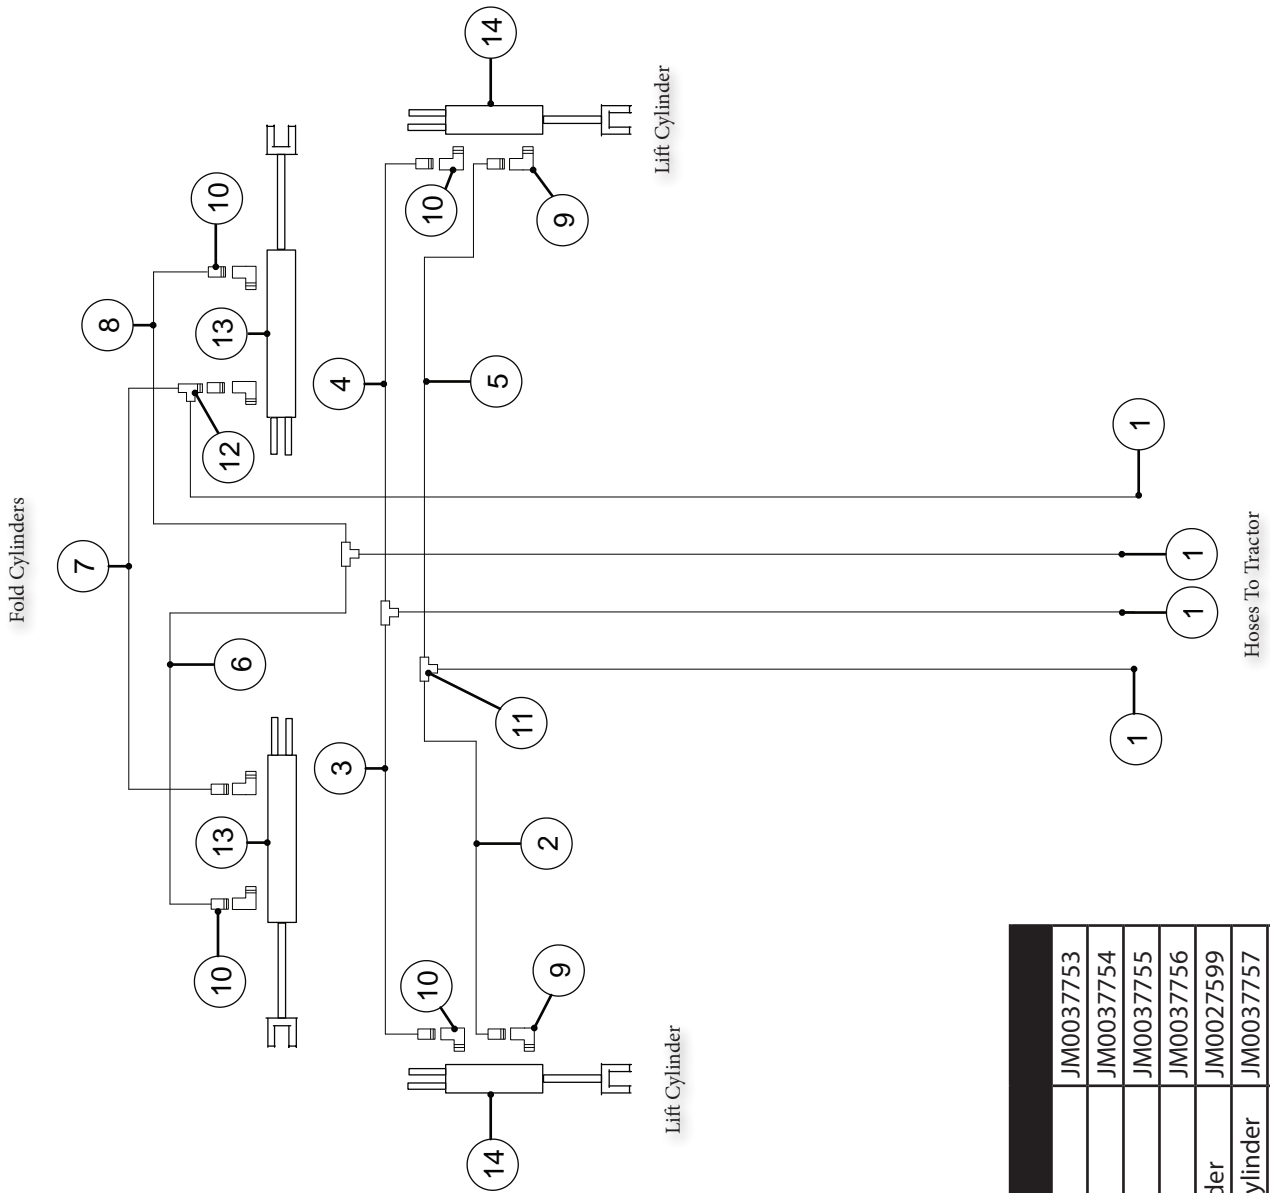 Fold Cylinders
7
8
10
13
6
12
13
10
3
4
10
10
14
9
2
11
5
9
14
Lift Cylinder
Lift Cylinder
1
1
1
1
Hoses To Tractor
JM0037753
JM0037754
JM0037755
JM0037756
der JM0027599
ylinder JM0037757